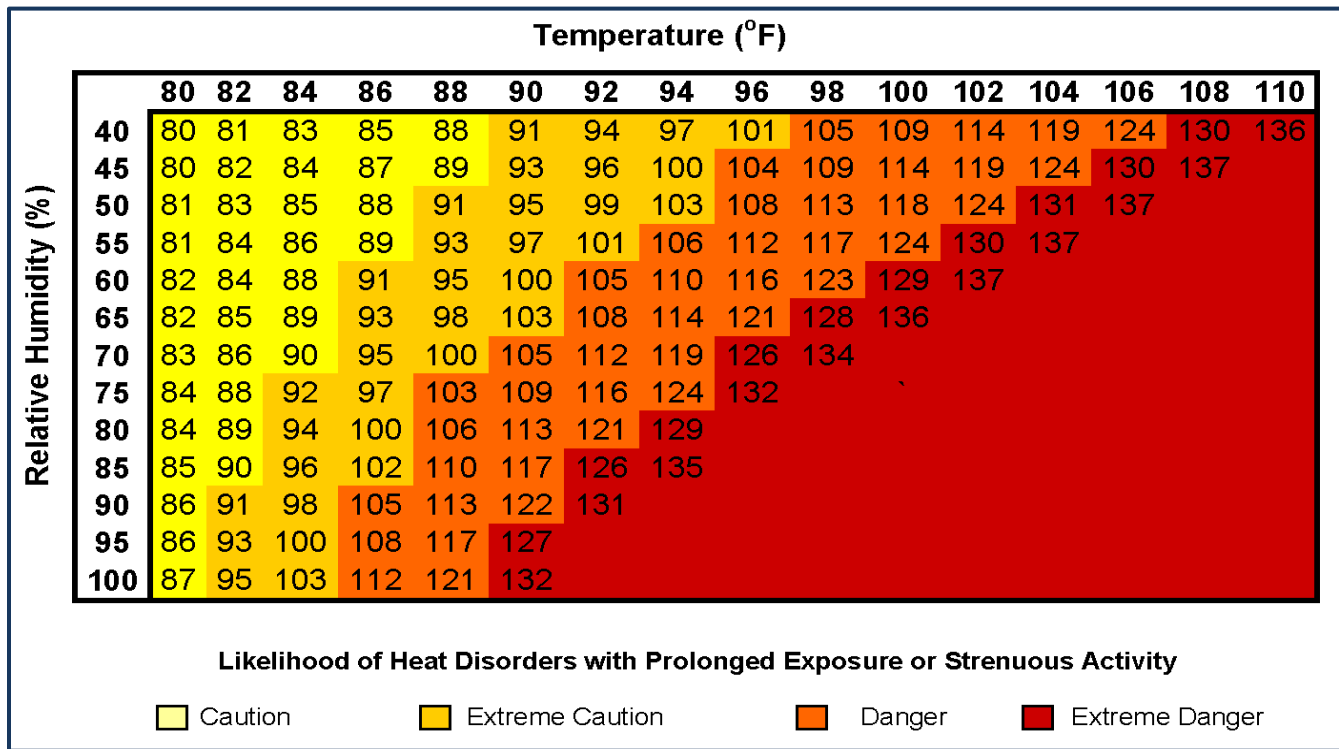 Temperature (°F)
80 82 84 86 88 90 92 94 96 98 100 102 104 106 108 110
Relative Humidity (%)
40 80 81 83 85 88 91 94 97 101 105 109 114 119 124 130 136
45 80 82 84 87 89 93 96 100 104 109 114 119 124 130 137
50 81 83 85 88 91 95 99 103 108 113 118 124 131 137
55 81 84 86 89 93 97 101 106 112 117 124 130 137
60 82 84 88 91 95 100 105 110 116 123 129 137
65 82 85 89 93 98 103 108 114 121 128 136
70 83 86 90 95 100 105 112 119 126 134
75 84 88 92 97 103 109 116 124 132 `
80 84 89 94 100 106 113 121 129
85 85 90 96 102 110 117 126 135
90 86 91 98 105 113 122 131
95 86 93 100 108 117 127
100 87 95 103 112 121 132
Likelihood of Heat Disorders with Prolonged Exposure or Strenuous Activity
Caution Extreme Caution Danger Extreme Danger